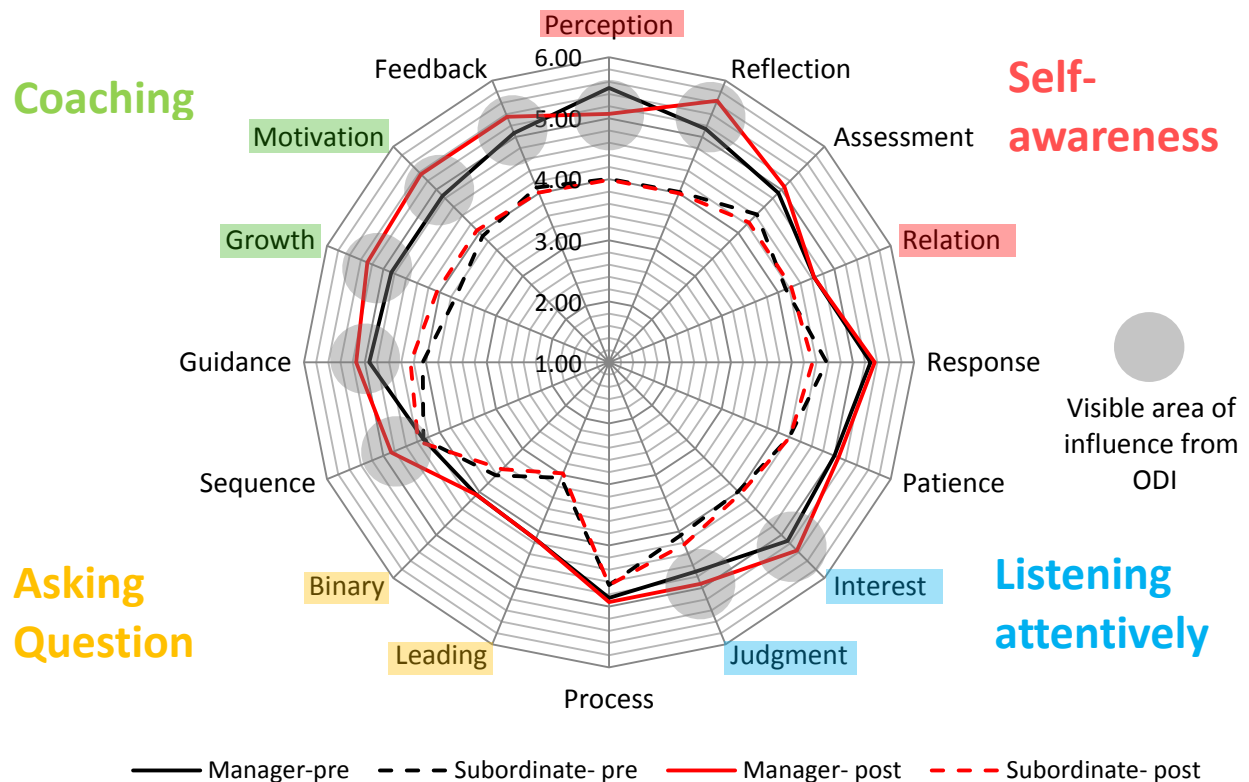 Perception
6.00
Feedback
Reflection
Coaching
Self-
awareness
Motivation
5.00
Assessment
4.00
Growth
3.00
Relation
2.00
Guidance
1.00
Response
Visible area of
influence from
ODI
Sequence
Patience
Asking
Question
Binary
Interest
Listening
attentively
Leading
Judgment
Process
Manager-pre
Subordinate- pre
Manager- post
Subordinate- post